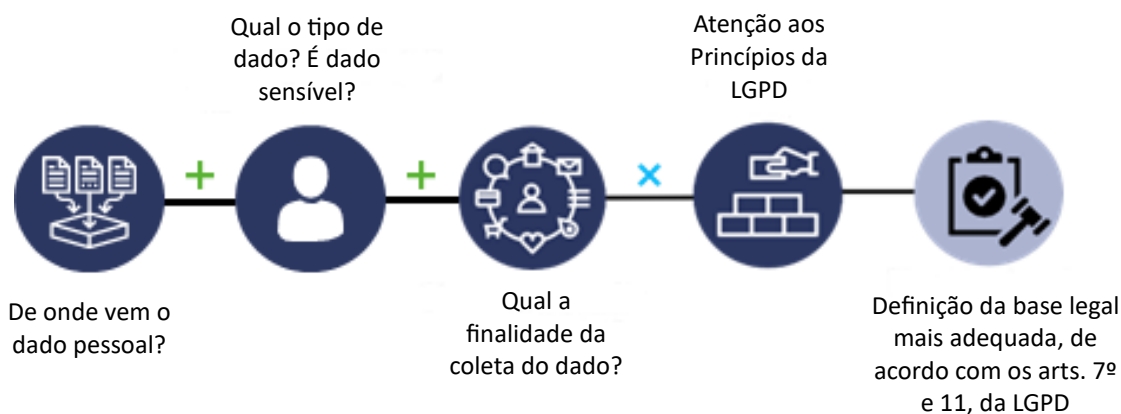 De onde vem o
dado pessoal?
+
Qual o tipo de
dado? É dado
sensível?
+
Qual a
finalidade da
coleta do dado?
×
Atenção aos
Princípios da
LGPD
Definição da base legal
mais adequada, de
acordo com os arts. 7º
e 11, da LGPD